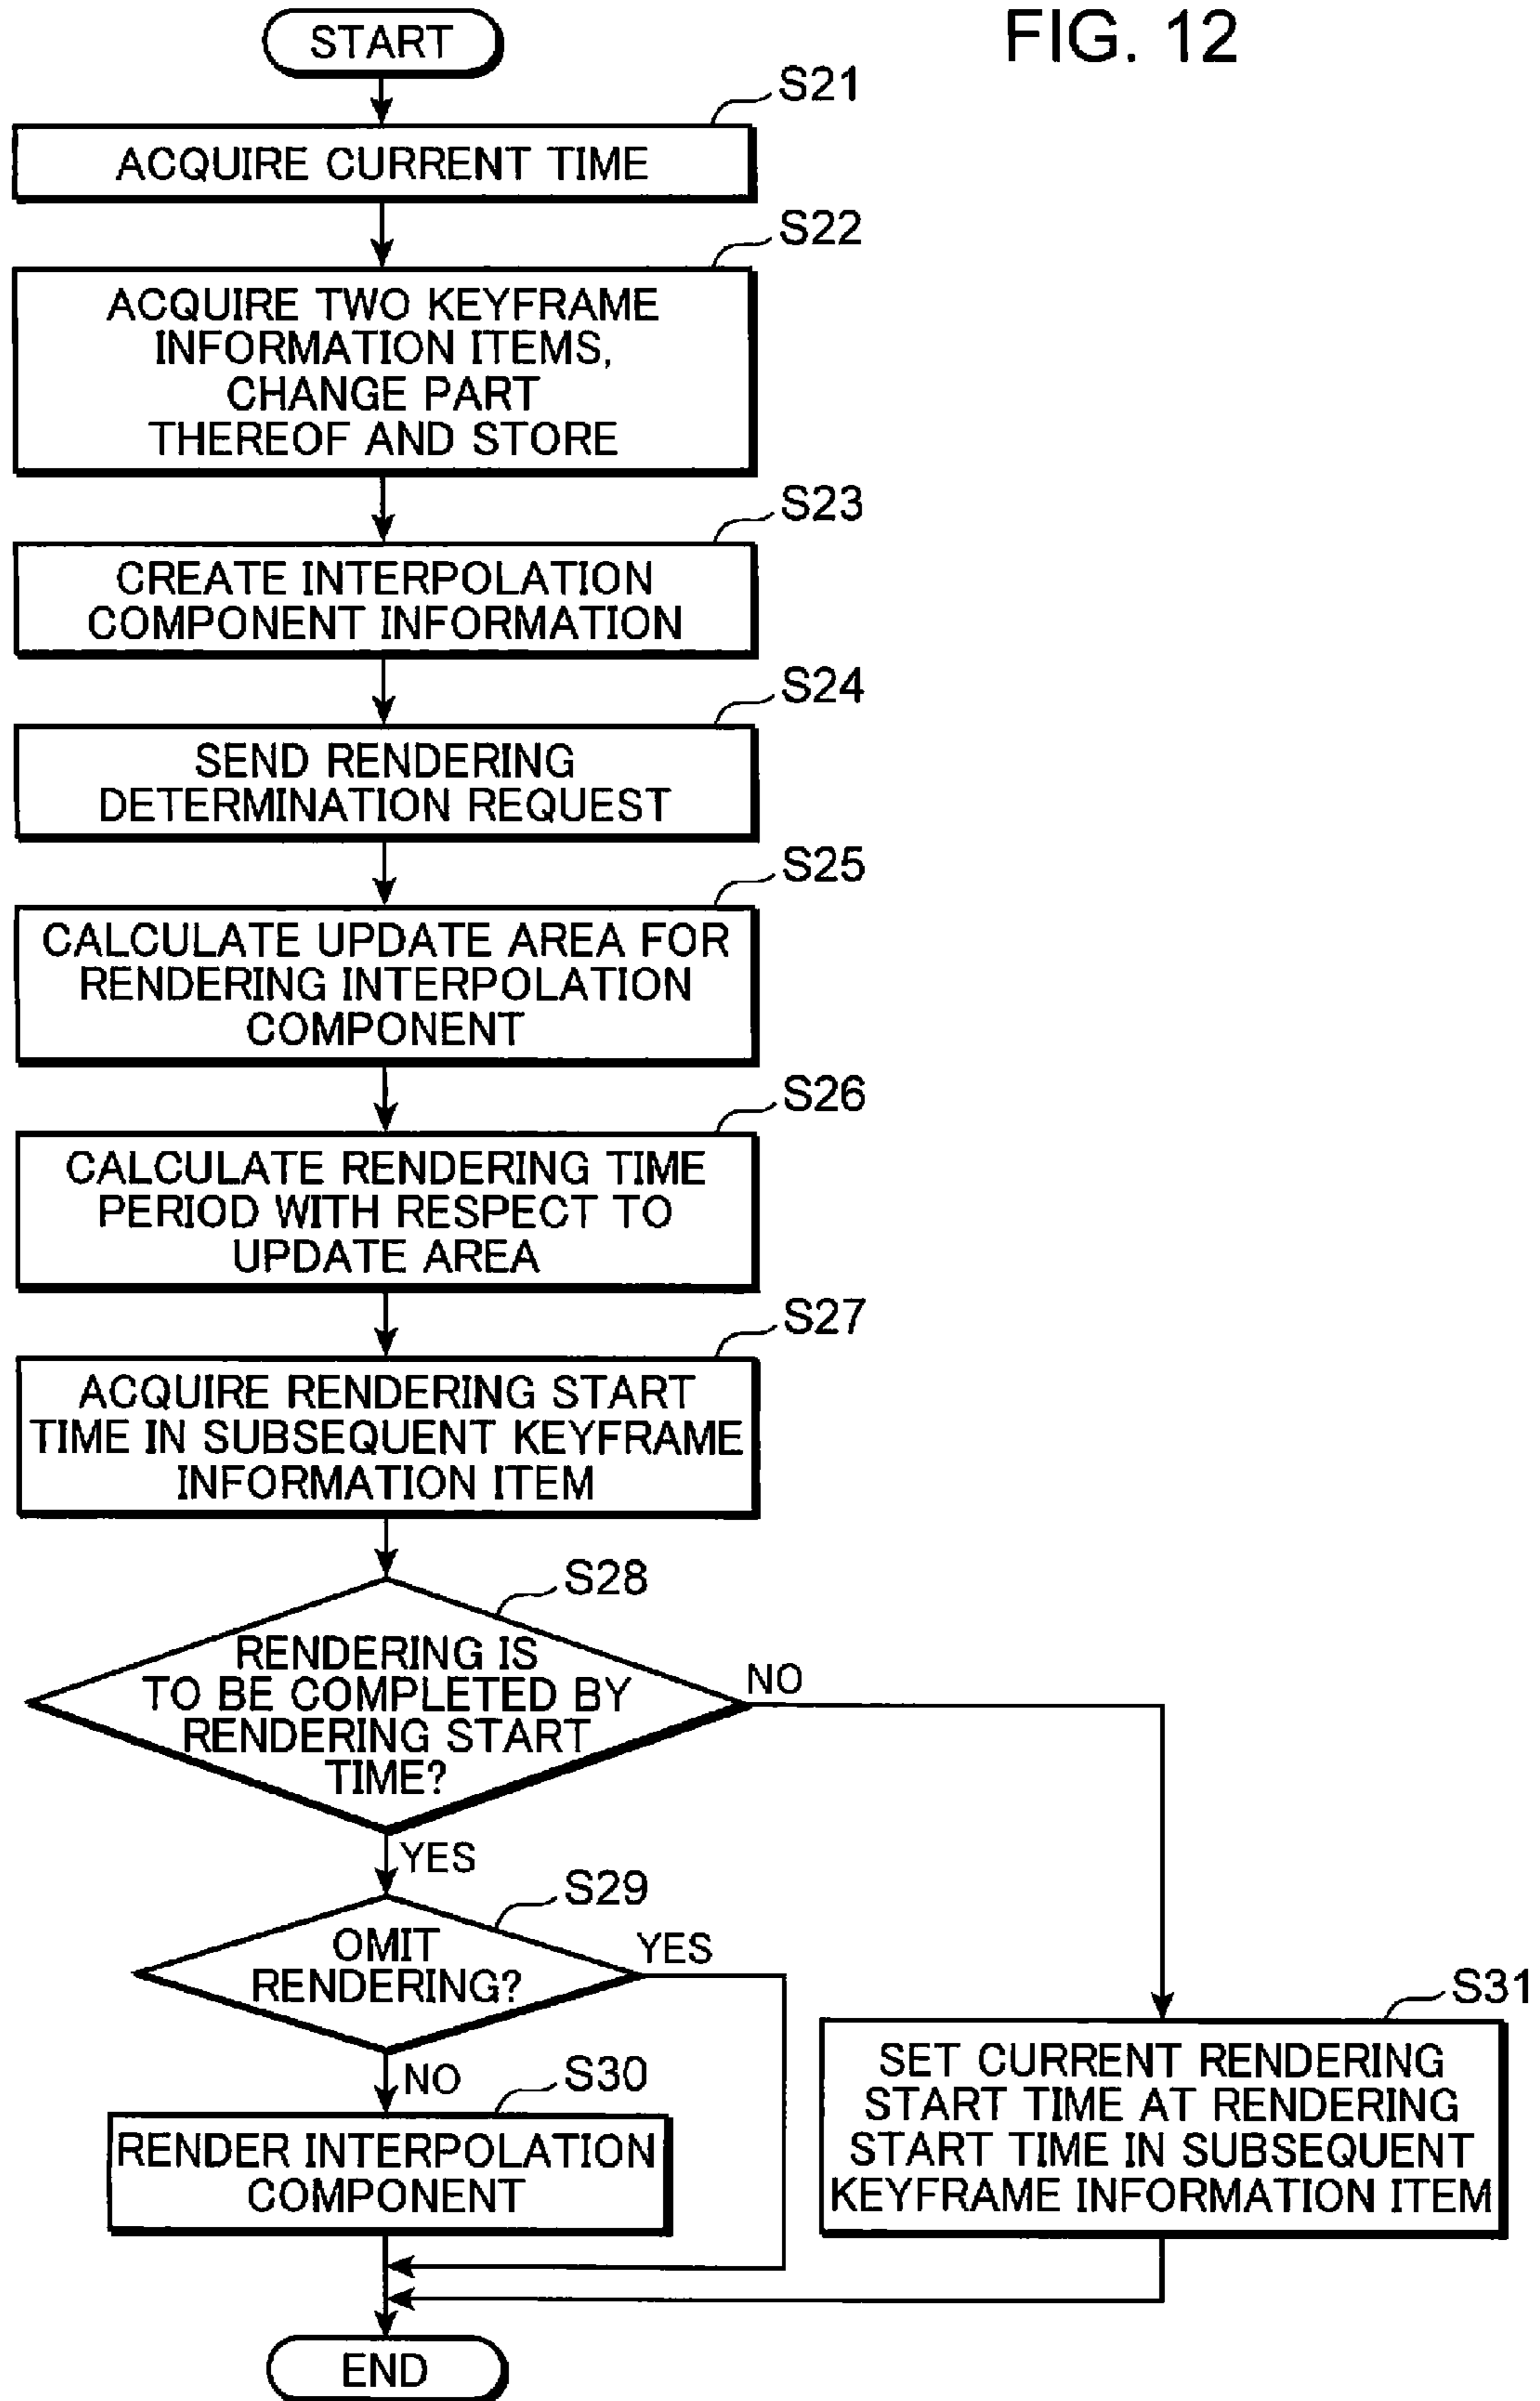 FIG. 12
START
S21
ACQUIRE CURRENT TIME
S22
ACQUIRE TWO KEYFRAME
INFORMATION ITEMS,
CHANGE PART
THEREOF AND STORE
S23
CREATE INTERPOLATION
COMPONENT INFORMATION
S24
SEND RENDERING
DETERMINATION REQUEST
S25
CALCULATE UPDATE AREA FOR
RENDERING INTERPOLATION
COMPONENT
S26
CALCULATE RENDERING TIME
PERIOD WITH RESPECT TO
UPDATE AREA
S27
ACQUIRE RENDERING START
TIME IN SUBSEQUENT KEYFRAME
INFORMATION ITEM
S28
RENDERING IS
TO BE COMPLETED BY
RENDERING START
TIME?
NO
YES
S29
OMIT
RENDERING?
YES
NO
S30
RENDER INTERPOLATION
COMPONENT
S31
SET CURRENT RENDERING
START TIME AT RENDERING
START TIME IN SUBSEQUENT
KEYFRAME INFORMATION ITEM
END